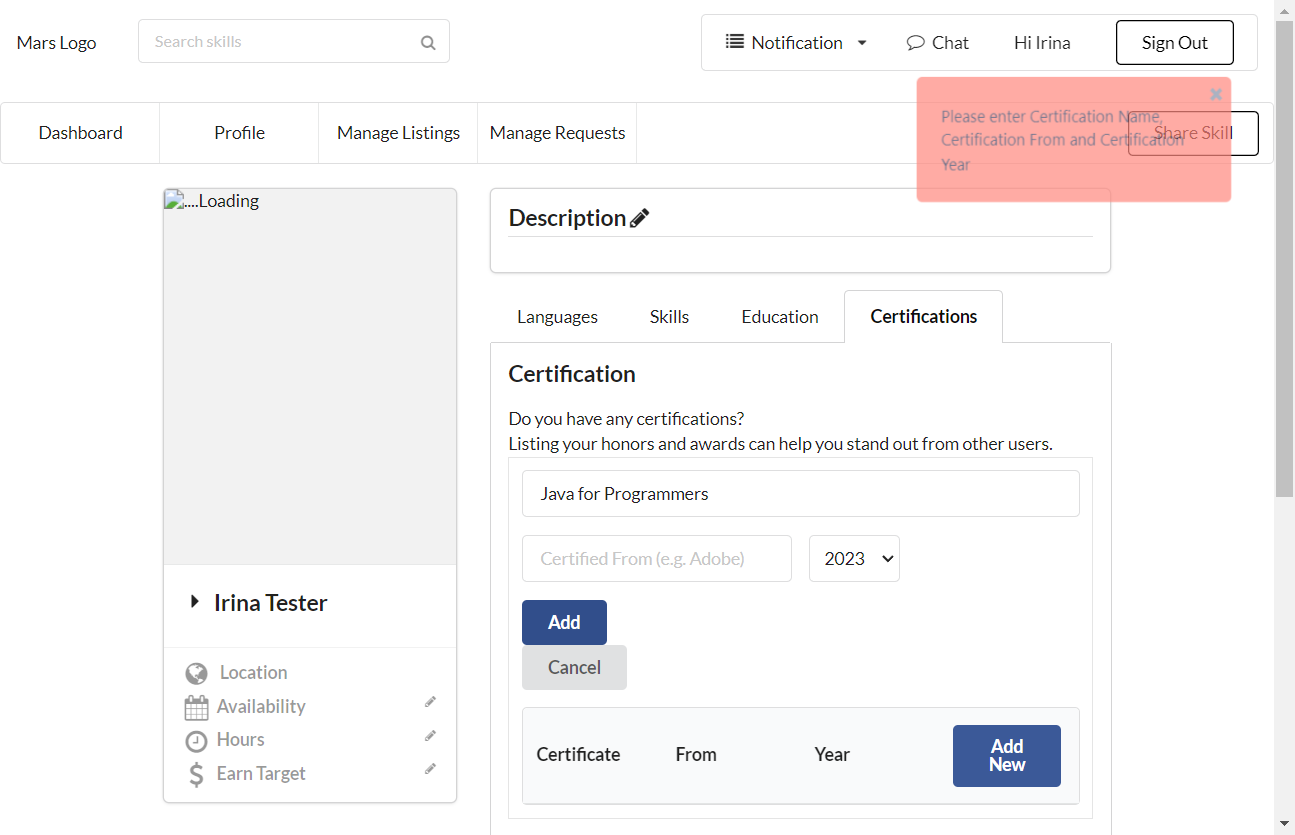 Mars Logo
Search skills
Notification
Chat
Hi Irina
Sign Out
Please enter Certification Name,
Certification From and Certification
Year
Dashboard
Profile
Manage Listings
Manage Requests
Share Skill
....Loading
Description
Languages
Skills
Education
Certifications
Certification
Do you have any certifications?
Listing your honors and awards can help you stand out from other users.
Java for Programmers
Certified From (e.g. Adobe)
2023
Add
Cancel
Certificate
From
Year
Add
New
Irina Tester
Location
Availability
Hours
Earn Target